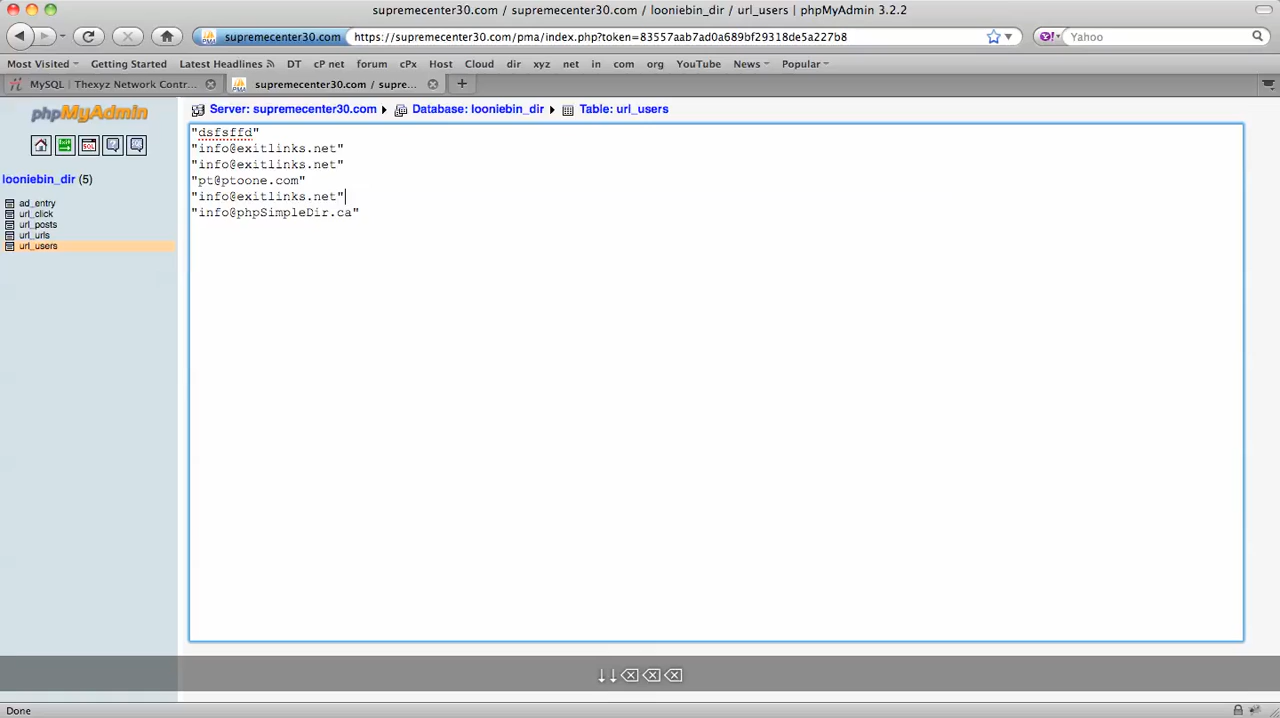 supremecenter30.com / supremecenter30.com / looniebin_dir / url_users | phpMyAdmin 3.2.2
supremecenter30.com https://supremecenter30.com/pma/index.php?token=83557aab7ad0a689bf29318de5a227b8 Yahoo
Most Visited Getting Started Latest Headlines DT cP net forum cPx Host Cloud dir xyz net in com org YouTube News Popular
MySQL | Thexyz Network Contr... supremecenter30.com / supre... +
phpMyAdmin
Server: supremecenter30.com Database: looniebin_dir Table: url_users
SQL
looniebin_dir (5)
ad_entry
url_click
url_posts
url_urls
url_users
"dsfsffd"
"info@exitlinks.net"
"info@exitlinks.net"
"pt@ptoone.com"
"info@exitlinks.net"
"info@phpSimpleDir.ca"
Done